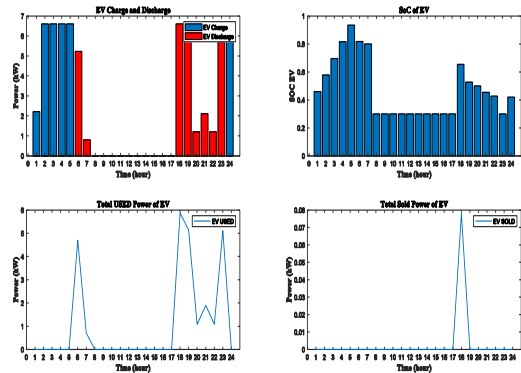 EV Charge and Discharge
7
6
5
4
3
2
1
0
Power (kW)
EV Charge
EV Discharge
0 1 2 3 4 5 6 7 8 9 10 11 12 13 14 15 16 17 18 19 20 21 22 23 24
Time (hour)
SoC of EV
1
0.8
0.6
0.4
0.2
0
SOC EV
0 1 2 3 4 5 6 7 8 9 10 11 12 13 14 15 16 17 18 19 20 21 22 23 24
Time (hour)
Total USED Power of EV
6
5
4
3
2
1
0
Power (kW)
EV USED
0 1 2 3 4 5 6 7 8 9 10 11 12 13 14 15 16 17 18 19 20 21 22 23 24
Time (hour)
Total Sold Power of EV
0.08
0.07
0.06
0.05
0.04
0.03
0.02
0.01
0
Power (kW)
EV SOLD
0 1 2 3 4 5 6 7 8 9 10 11 12 13 14 15 16 17 18 19 20 21 22 23 24
Time (hour)